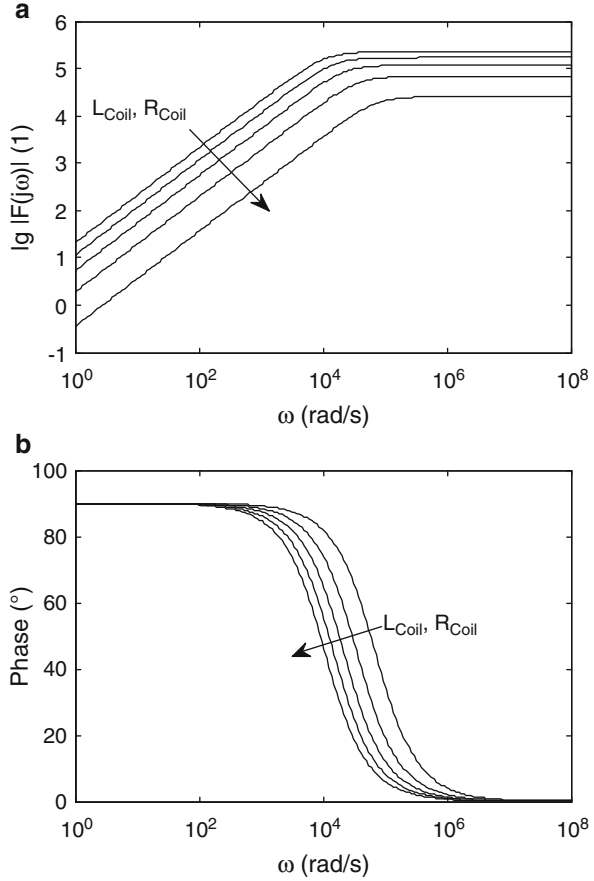 a
lg |F(jω)| (1)
6
5
4
3
2
1
0
-1
L_Coil, R_Coil
10^0 10^2 10^4 10^6 10^8
ω (rad/s)
b
Phase (°)
100
80
60
40
20
0
L_Coil, R_Coil
10^0 10^2 10^4 10^6 10^8
ω (rad/s)